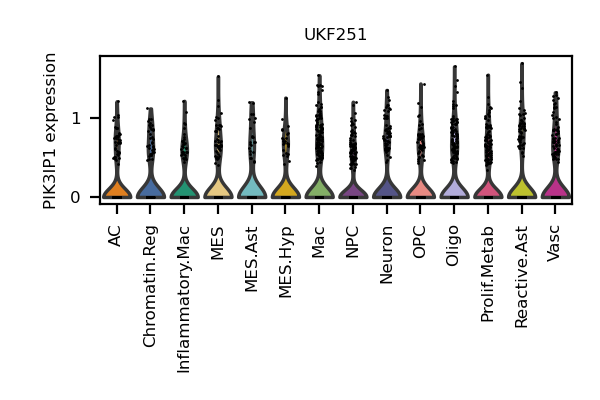 UKF251
PIK3IP1 expression
1
0
AC
Chromatin.Reg
Inflammatory.Mac
MES
MES.Ast
MES.Hyp
Mac
NPC
Neuron
OPC
Oligo
Prolif.Metab
Reactive.Ast
Vasc